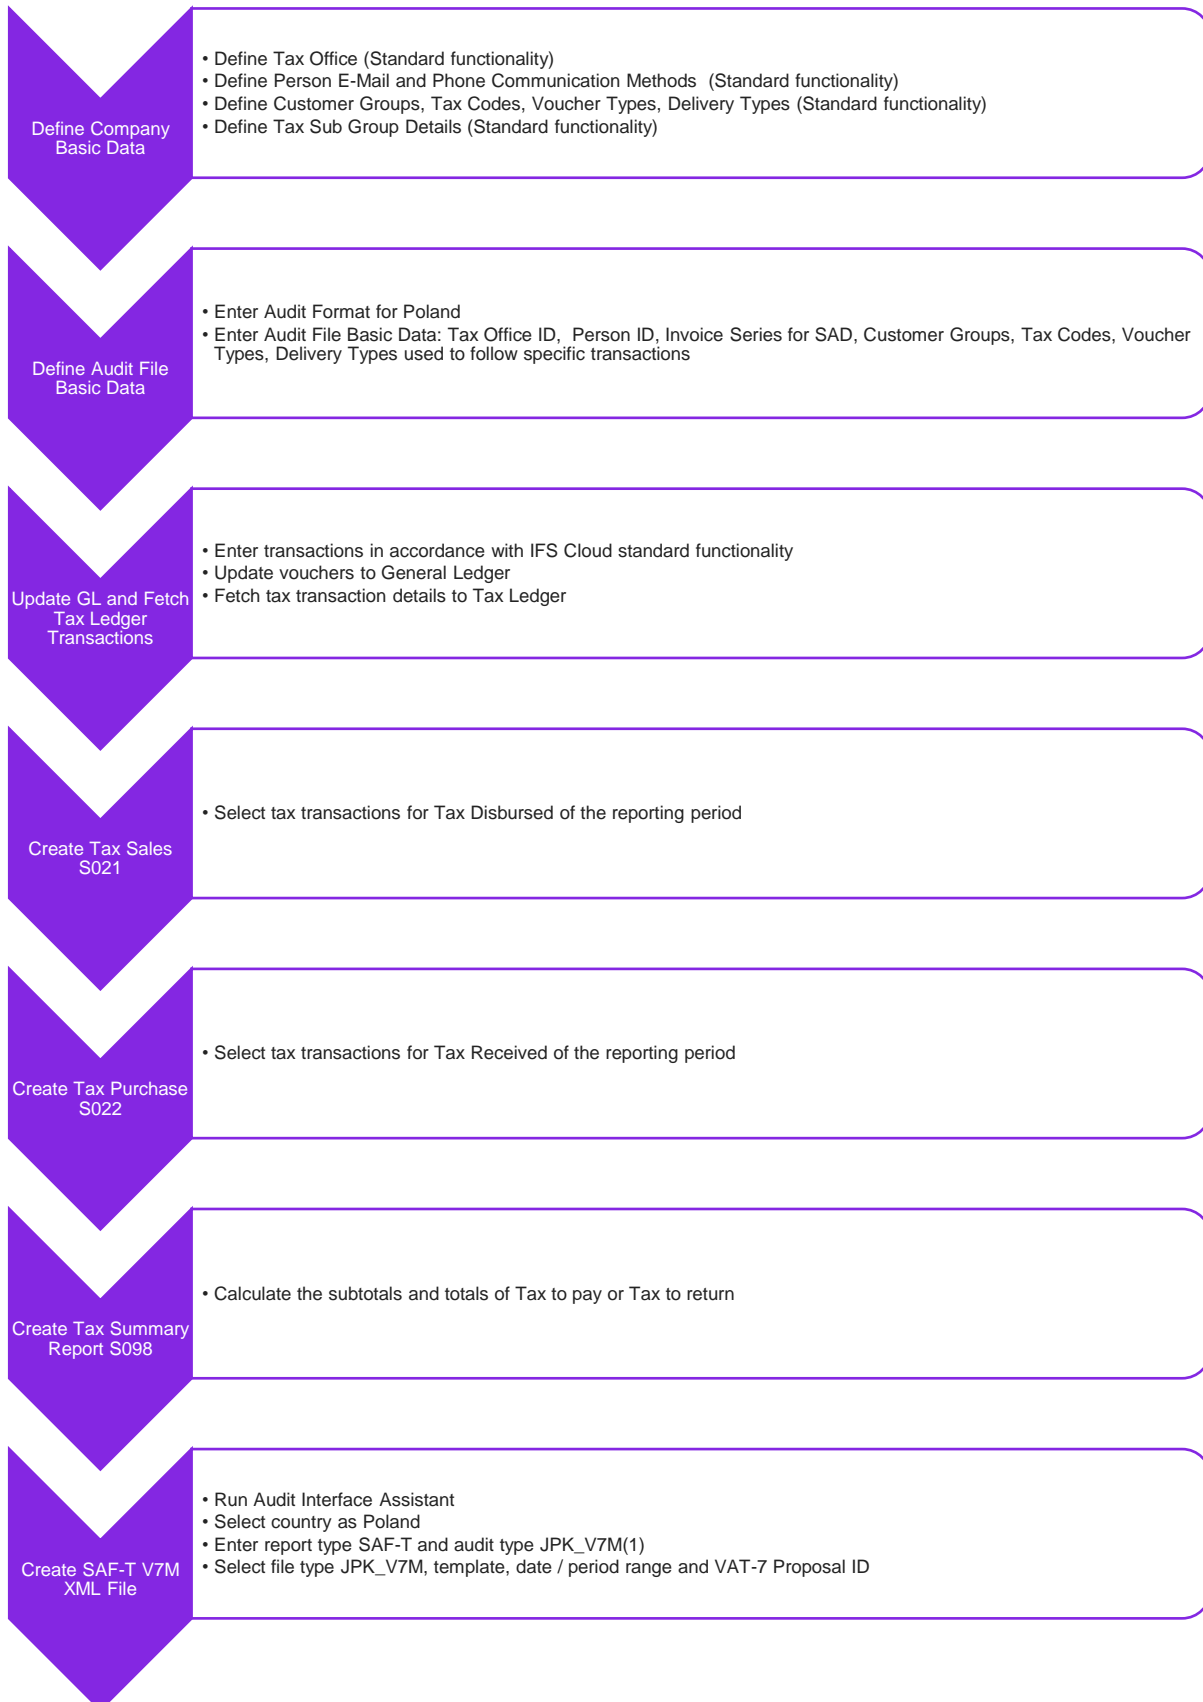 Define Company
Basic Data
• Define Tax Office (Standard functionality)
• Define Person E-Mail and Phone Communication Methods  (Standard functionality)
• Define Customer Groups, Tax Codes, Voucher Types, Delivery Types (Standard functionality)
• Define Tax Sub Group Details (Standard functionality)
Define Audit File
Basic Data
• Enter Audit Format for Poland
• Enter Audit File Basic Data: Tax Office ID,  Person ID, Invoice Series for SAD, Customer Groups, Tax Codes, Voucher
Types, Delivery Types used to follow specific transactions
Update GL and Fetch
Tax Ledger
Transactions
• Enter transactions in accordance with IFS Cloud standard functionality
• Update vouchers to General Ledger
• Fetch tax transaction details to Tax Ledger
Create Tax Sales
S021
• Select tax transactions for Tax Disbursed of the reporting period
Create Tax Purchase
S022
• Select tax transactions for Tax Received of the reporting period
Create Tax Summary
Report S098
• Calculate the subtotals and totals of Tax to pay or Tax to return
Create SAF-T V7M
XML File
• Run Audit Interface Assistant
• Select country as Poland
• Enter report type SAF-T and audit type JPK_V7M(1)
• Select file type JPK_V7M, template, date / period range and VAT-7 Proposal ID